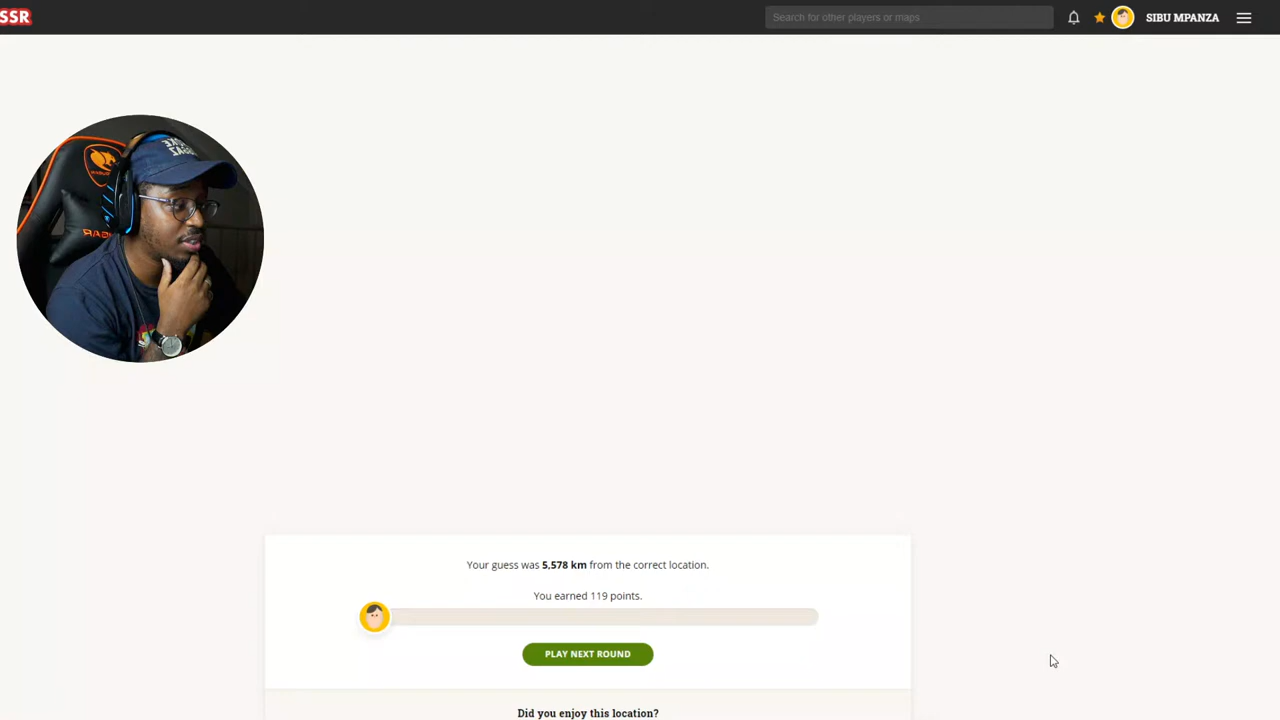 SSR
Search for other players or maps
SIBU MPANZA
Your guess was 5,578 km from the correct location.
You earned 119 points.
PLAY NEXT ROUND
Did you enjoy this location?